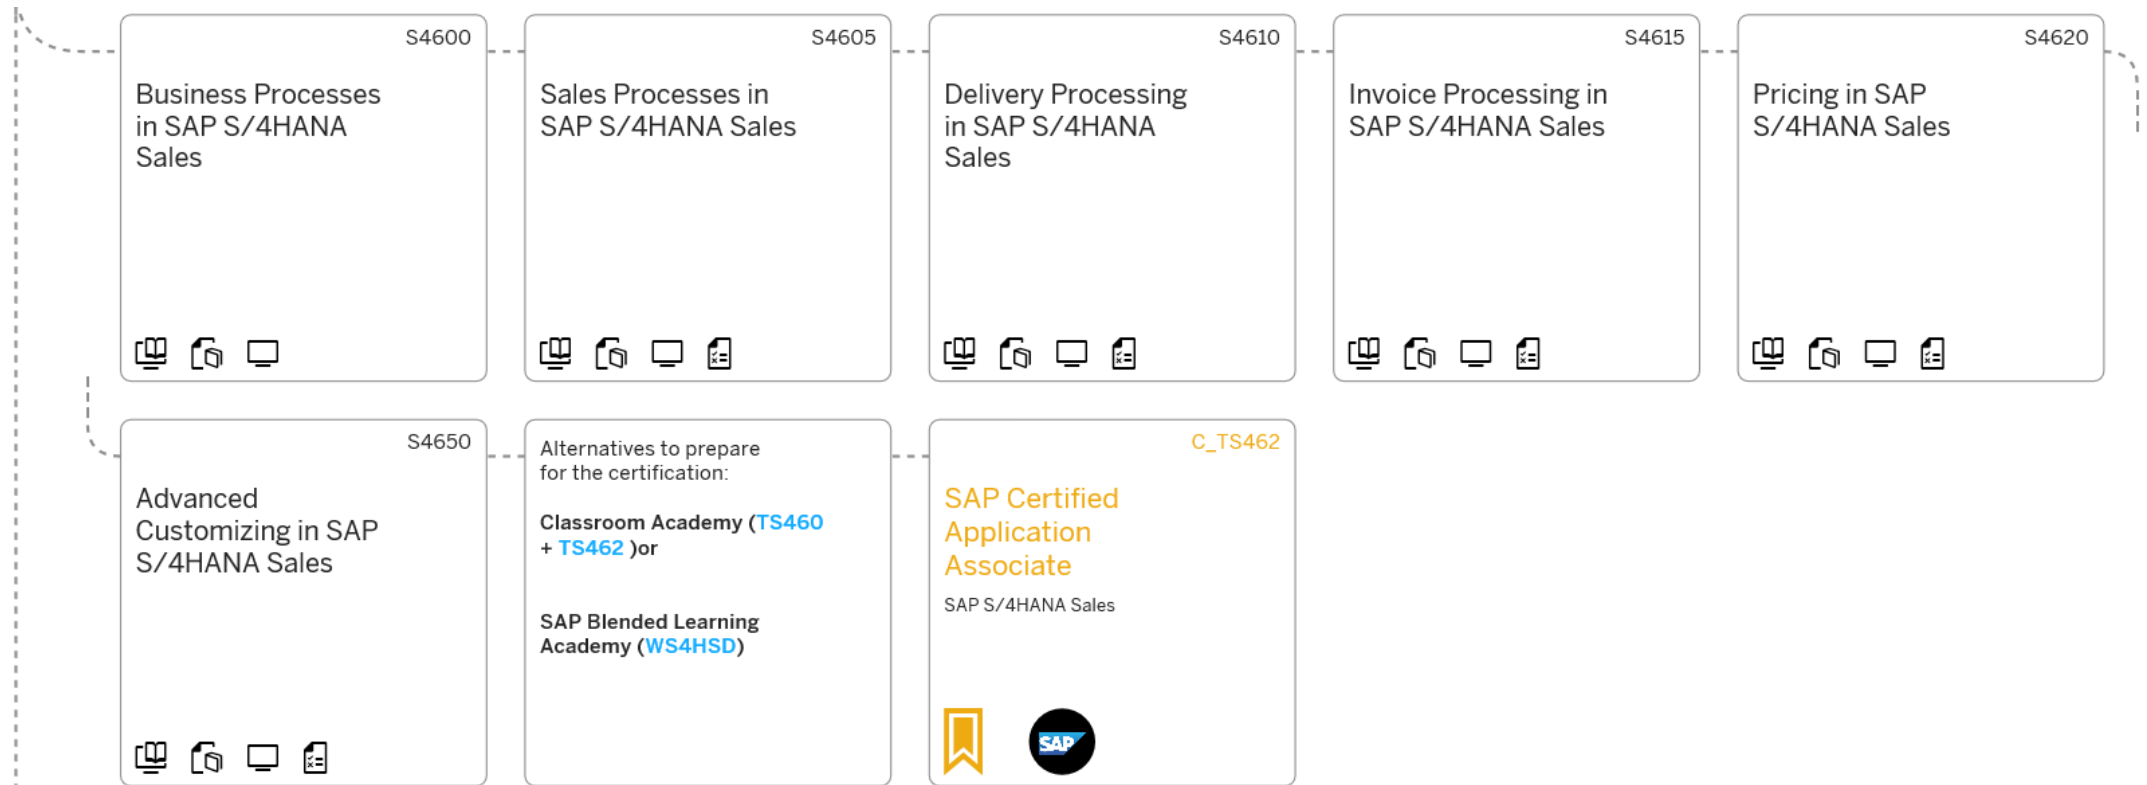 S4600
Business Processes
in SAP S/4HANA
Sales
S4605
Sales Processes in
SAP S/4HANA Sales
S4610
Delivery Processing
in SAP S/4HANA
Sales
S4615
Invoice Processing in
SAP S/4HANA Sales
S4620
Pricing in SAP
S/4HANA Sales
S4650
Advanced
Customizing in SAP
S/4HANA Sales
Alternatives to prepare
for the certification:
Classroom Academy (TS460
+ TS462 )or
SAP Blended Learning
Academy (WS4HSD)
C_TS462
SAP Certified
Application
Associate
SAP S/4HANA Sales
SAP